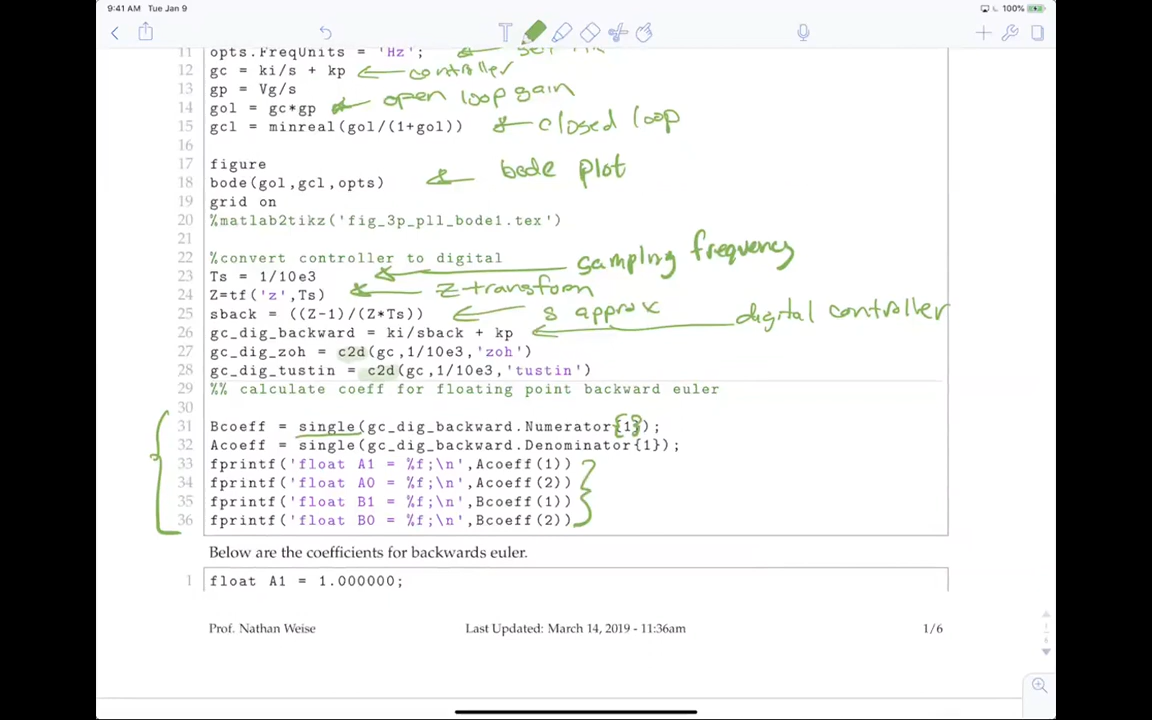 9:41 AM Tue Jan 9
100%
11 opts.FreqUnits = 'Hz';
12 gc = ki/s + kp controller
13 gp = Vg/s
14 gol = gc*gp open loop gain
15 gcl = minreal(gol/(1+gol)) closed loop
16
17 figure
18 bode(gol,gcl,opts) bode plot
19 grid on
20 %matlab2tikz('fig_3p_pll_bode1.tex')
21
22 %convert controller to digital
23 Ts = 1/10e3 sampling frequency
24 Z=tf('z',Ts) Z transform
25 sback = ((Z-1)/(Z*Ts)) s approx
26 gc_dig_backward = ki/sback + kp digital controller
27 gc_dig_zoh = c2d(gc,1/10e3,'zoh')
28 gc_dig_tustin = c2d(gc,1/10e3,'tustin')
29 %% calculate coeff for floating point backward euler
30
31 Bcoeff = single(gc_dig_backward.Numerator{1});
32 Acoeff = single(gc_dig_backward.Denominator{1});
33 fprintf('float A1 = %f;\n',Acoeff(1))
34 fprintf('float A0 = %f;\n',Acoeff(2))
35 fprintf('float B1 = %f;\n',Bcoeff(1))
36 fprintf('float B0 = %f;\n',Bcoeff(2))
Below are the coefficients for backwards euler.
1 float A1 = 1.000000;
Prof. Nathan Weise Last Updated: March 14, 2019 - 11:36am 1/6